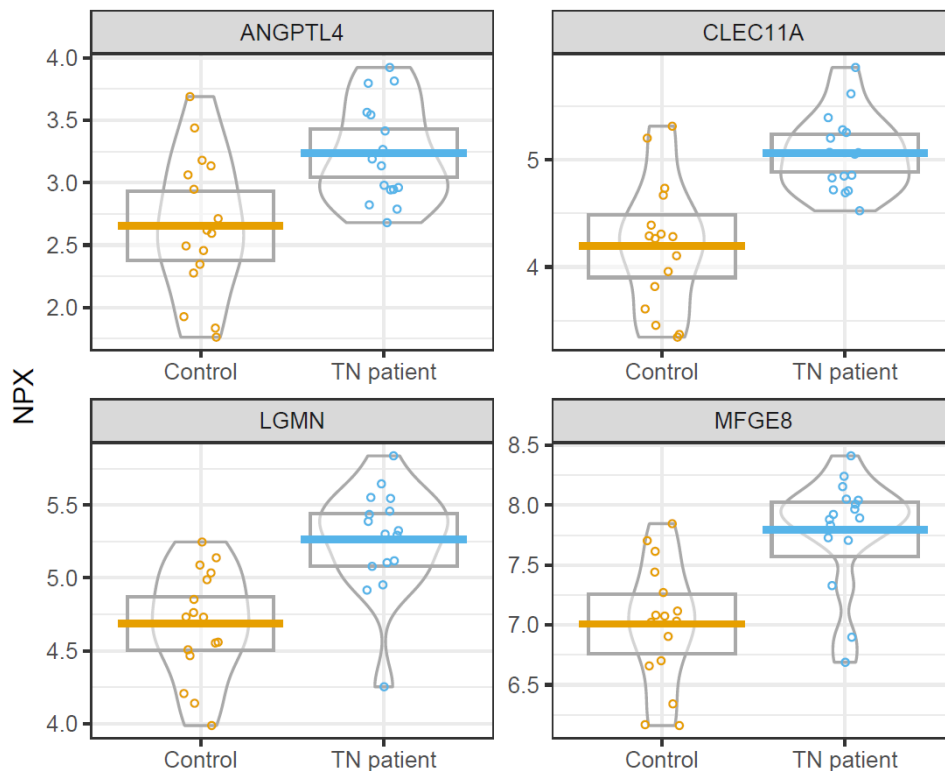 ANGPTL4
CLEC11A
4.0
3.5
3.0
2.5
2.0
5
4
Control
TN patient
Control
TN patient
NPX
LGMN
MFGE8
5.5
5.0
4.5
4.0
8.5
8.0
7.5
7.0
6.5
Control
TN patient
Control
TN patient